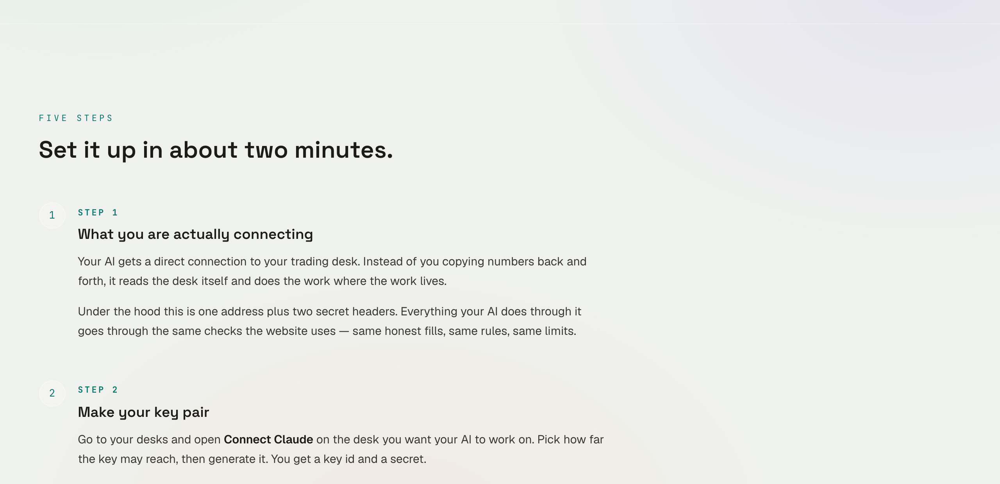 FIVE STEPS
Set it up in about two minutes.
1
STEP 1
What you are actually connecting
Your AI gets a direct connection to your trading desk. Instead of you copying numbers back and
forth, it reads the desk itself and does the work where the work lives.
Under the hood this is one address plus two secret headers. Everything your AI does through it
goes through the same checks the website uses — same honest fills, same rules, same limits.
2
STEP 2
Make your key pair
Go to your desks and open Connect Claude on the desk you want your AI to work on. Pick how far
the key may reach, then generate it. You get a key id and a secret.